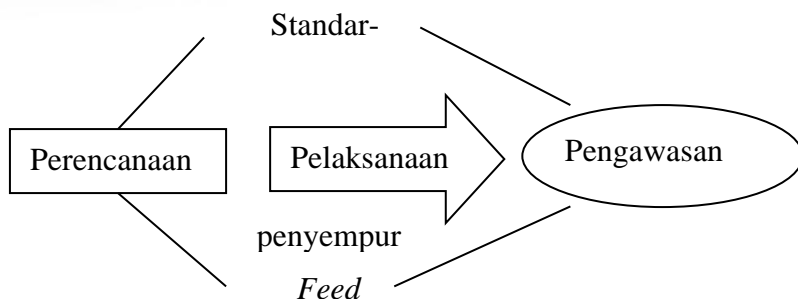 Standar-
Perencanaan
Pelaksanaan
Pengawasan
penyempur
Feed